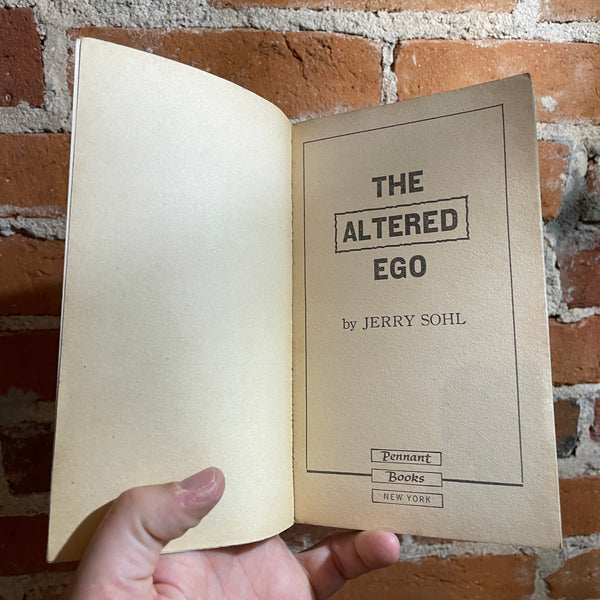 THE
ALTERED
EGO
by JERRY SOHL
Pennant
Books
NEW YORK